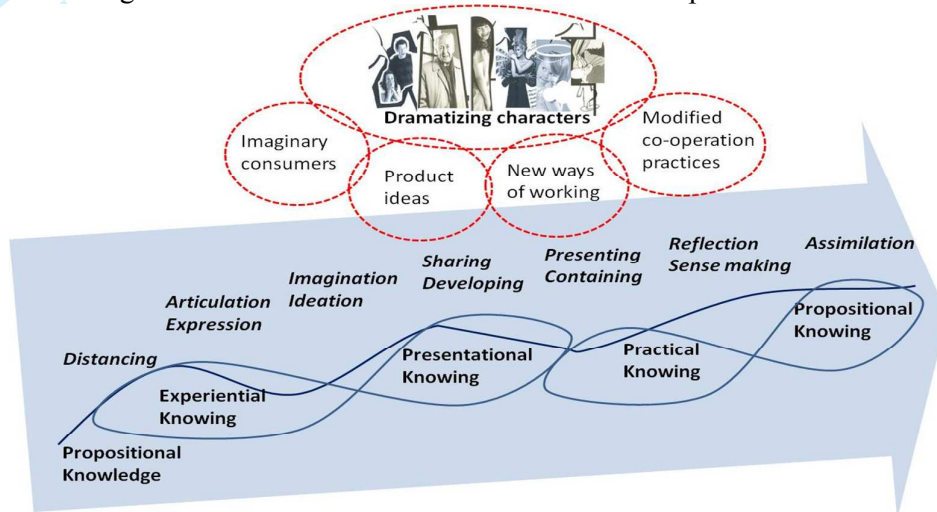 Dramatizing characters
Imaginary
consumers
Product
ideas
New ways
of working
Modified
co-operation
practices
Distancing
Articulation
Expression
Imagination
Ideation
Sharing
Developing
Presenting
Containing
Reflection
Sense making
Assimilation
Propositional
Knowledge
Experiential
Knowing
Presentational
Knowing
Practical
Knowing
Propositional
Knowing